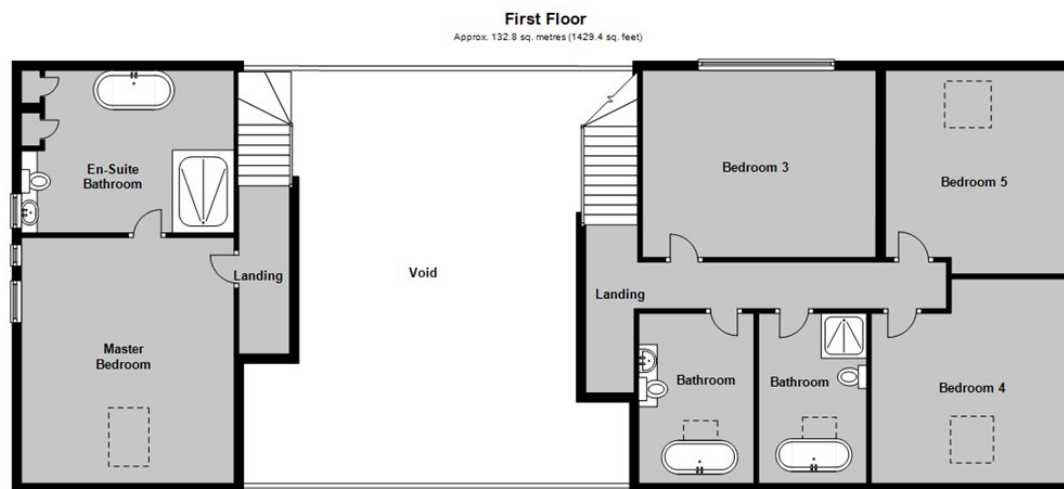 First Floor
Approx. 132.8 sq. metres (1429.4 sq. feet)
En-Suite
Bathroom
Bedroom 3
Bedroom 5
Landing
Void
Landing
Master
Bedroom
Bathroom
Bathroom
Bedroom 4